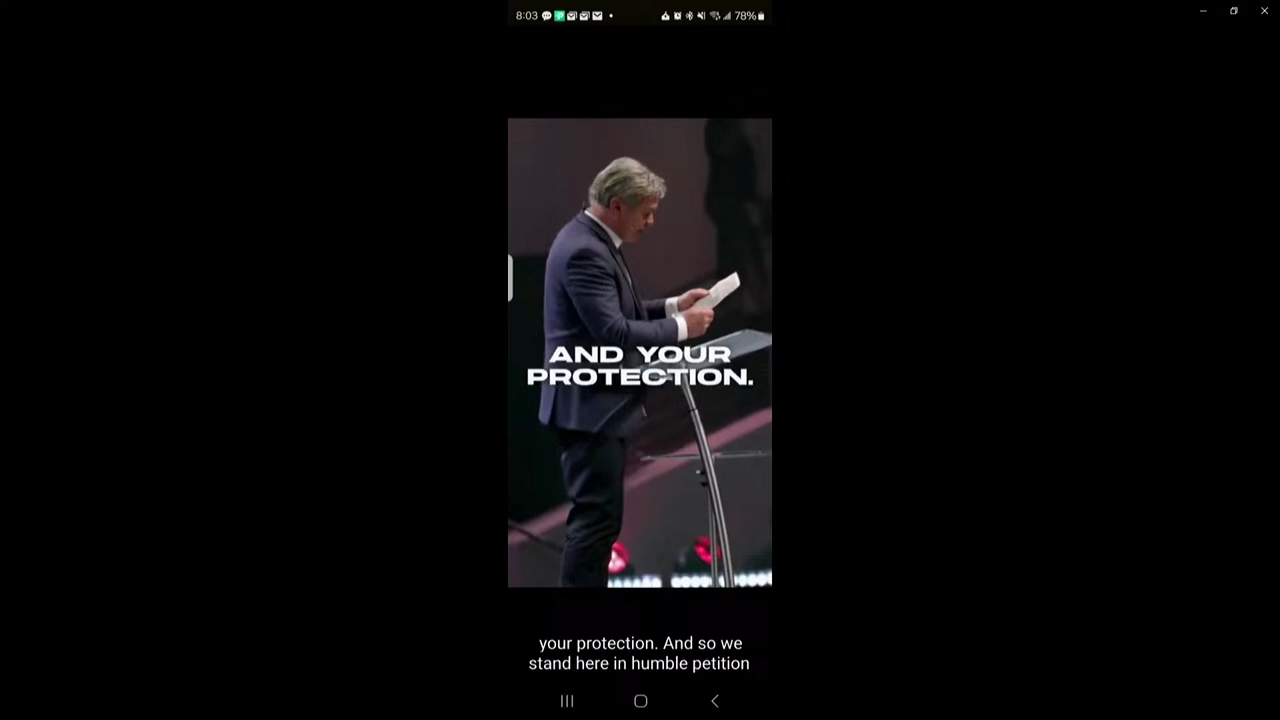 8:03
78%
AND YOUR
PROTECTION.
your protection. And so we
stand here in humble petition